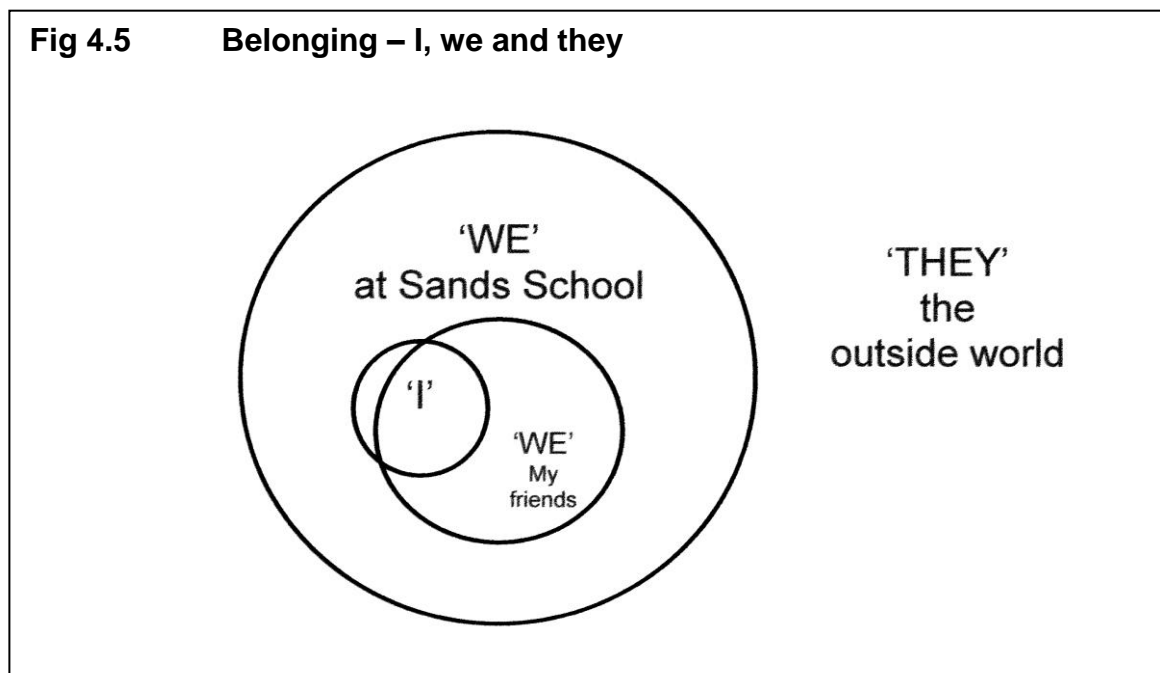 Fig 4.5 Belonging – I, we and they
‘WE’
at Sands School
‘THEY’
the
outside world
‘I’
‘WE’
My
friends